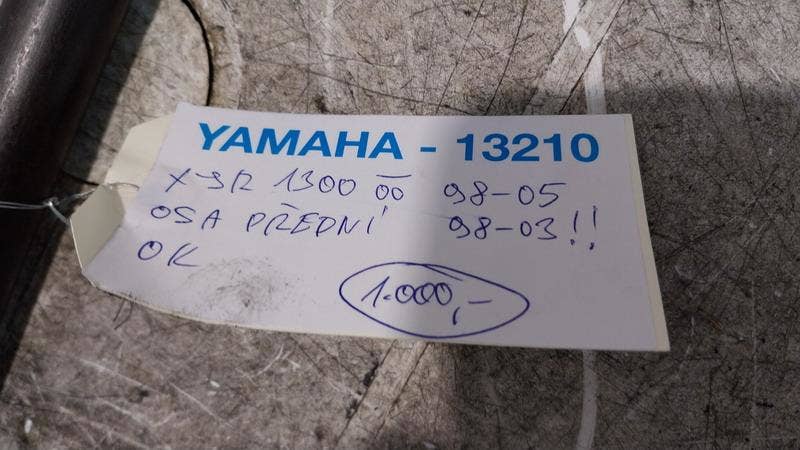 YAMAHA - 13210
XJR 1300 00 98-05
OSA PŘEDNÍ 98-03!!
OK
1.000,-